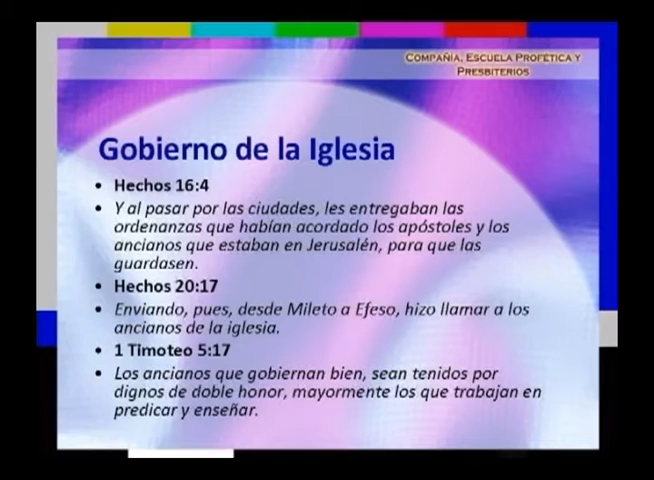 COMPAÑÍA, ESCUELA PROFÉTICA Y
PRESBITERIOS
Gobierno de la Iglesia
• Hechos 16:4
• Y al pasar por las ciudades, les entregaban las
ordenanzas que habían acordado los apóstoles y los
ancianos que estaban en Jerusalén, para que las
guardasen.
• Hechos 20:17
• Enviando, pues, desde Mileto a Efeso, hizo llamar a los
ancianos de la iglesia.
• 1 Timoteo 5:17
• Los ancianos que gobiernan bien, sean tenidos por
dignos de doble honor, mayormente los que trabajan en
predicar y enseñar.